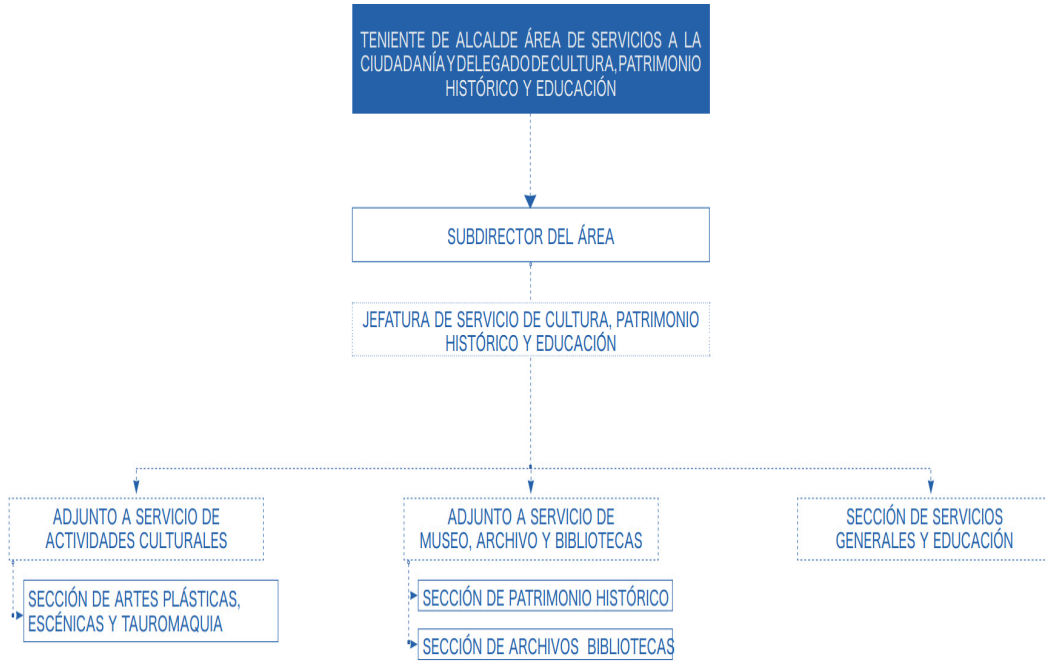 TENIENTE DE ALCALDE ÁREA DE SERVICIOS A LA
CIUDADANÍA Y DELEGADO DE CULTURA, PATRIMONIO
HISTÓRICO Y EDUCACIÓN
SUBDIRECTOR DEL ÁREA
JEFATURA DE SERVICIO DE CULTURA, PATRIMONIO
HISTÓRICO Y EDUCACIÓN
ADJUNTO A SERVICIO DE
ACTIVIDADES CULTURALES
SECCIÓN DE ARTES PLÁSTICAS,
ESCÉNICAS Y TAUROMAQUIA
ADJUNTO A SERVICIO DE
MUSEO, ARCHIVO Y BIBLIOTECAS
SECCIÓN DE PATRIMONIO HISTÓRICO
SECCIÓN DE ARCHIVOS BIBLIOTECAS
SECCIÓN DE SERVICIOS
GENERALES Y EDUCACIÓN